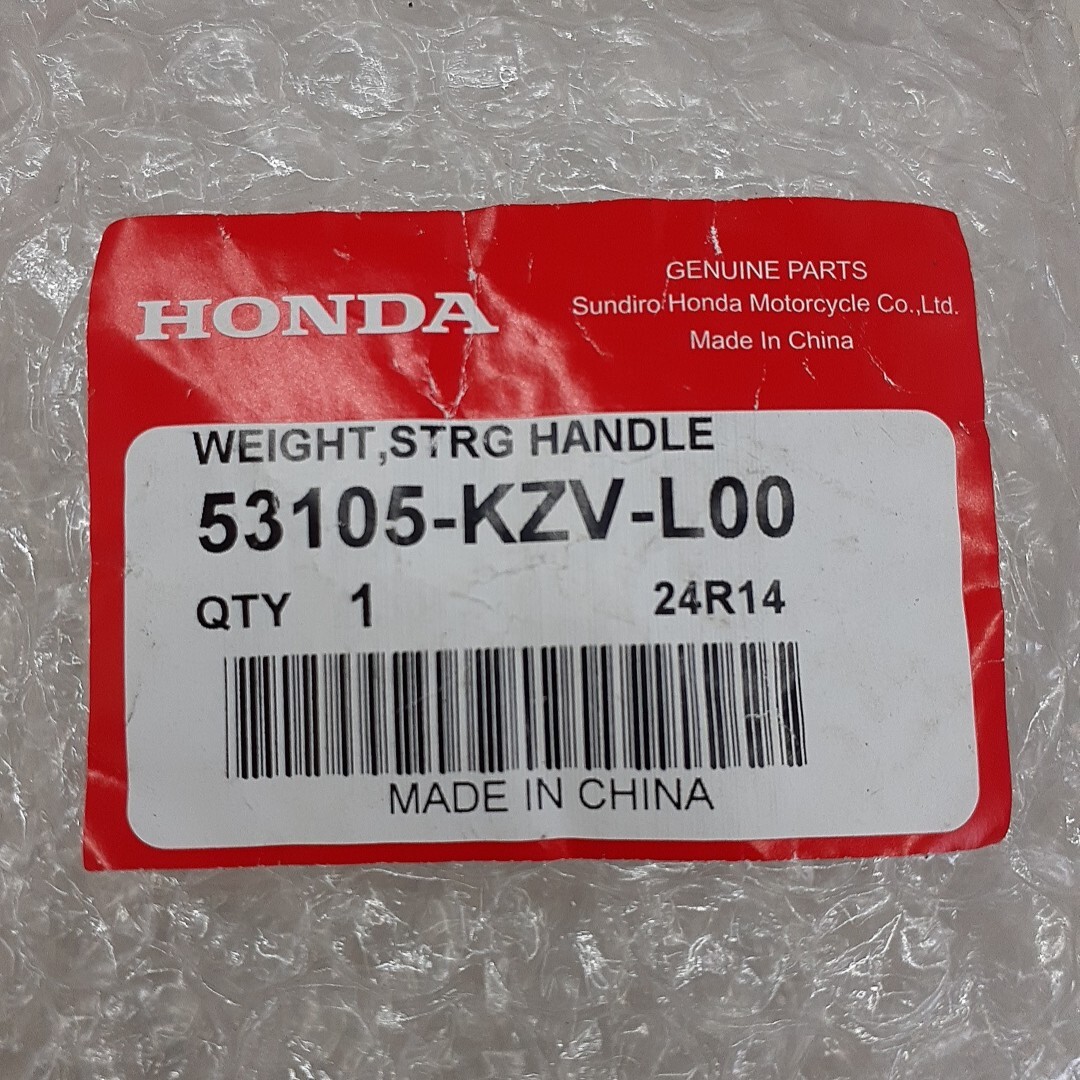 HONDA
GENUINE PARTS
Sundiro Honda Motorcycle Co.,Ltd.
Made In China
WEIGHT,STRG HANDLE
53105-KZV-L00
QTY 1 24R14
MADE IN CHINA